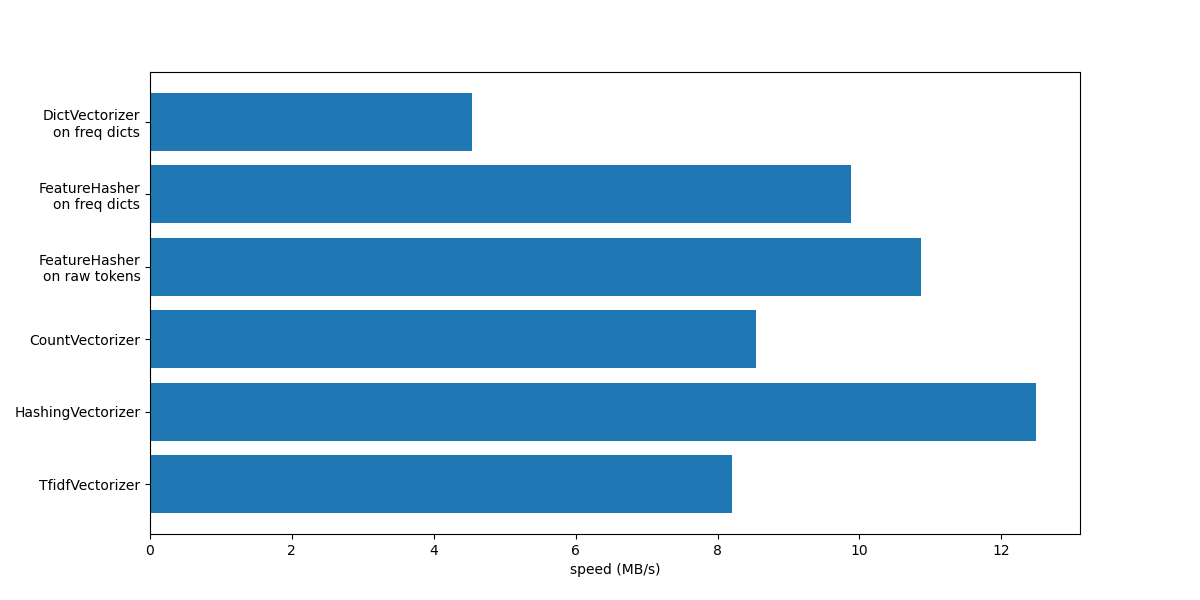 DictVectorizer
on freq dicts
FeatureHasher
on freq dicts
FeatureHasher
on raw tokens
CountVectorizer
HashingVectorizer
TfidfVectorizer
0 2 4 6 8 10 12
speed (MB/s)